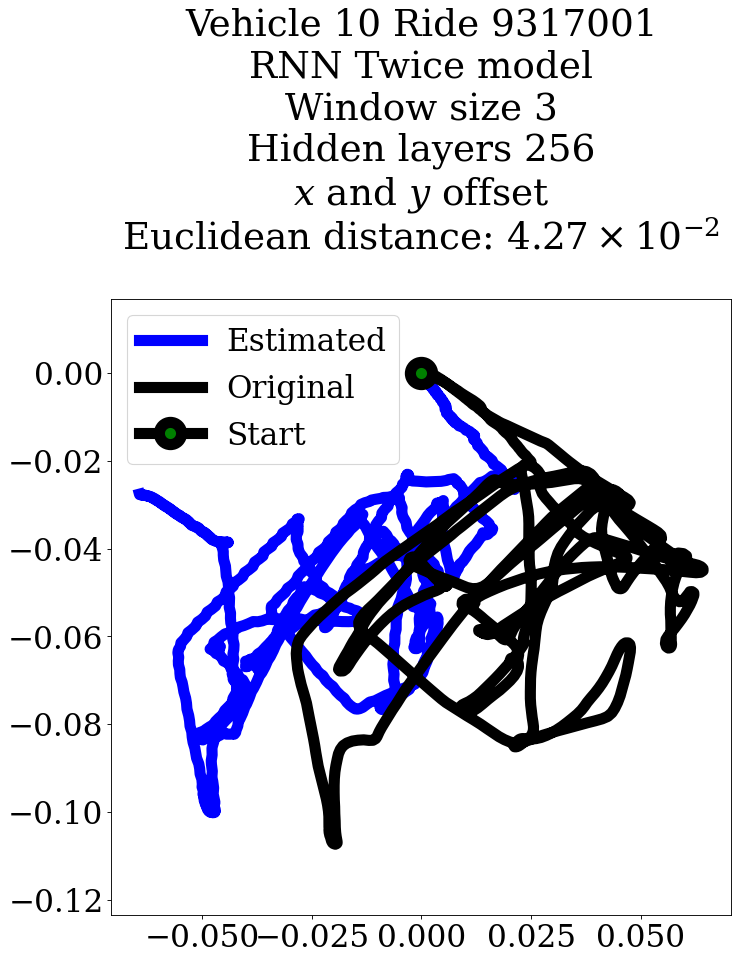 Vehicle 10 Ride 9317001
RNN Twice model
Window size 3
Hidden layers 256
x and y offset
Euclidean distance: 4.27 × 10⁻²
Estimated
Original
Start
0.00
−0.02
−0.04
−0.06
−0.08
−0.10
−0.12
−0.050 −0.025 0.000 0.025 0.050